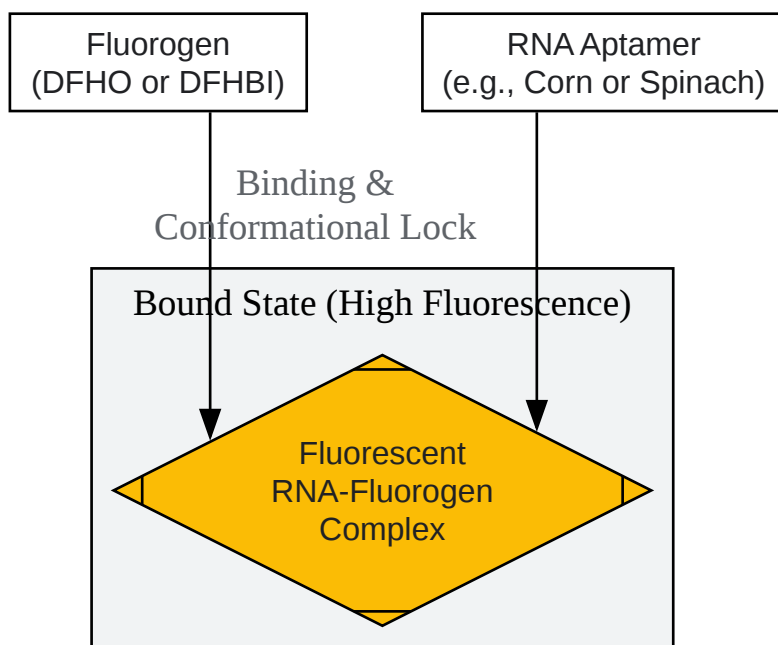 Fluorogen
(DFHO or DFHBI)
RNA Aptamer
(e.g., Corn or Spinach)
Binding &
Conformational Lock
Bound State (High Fluorescence)
Fluorescent
RNA-Fluorogen
Complex